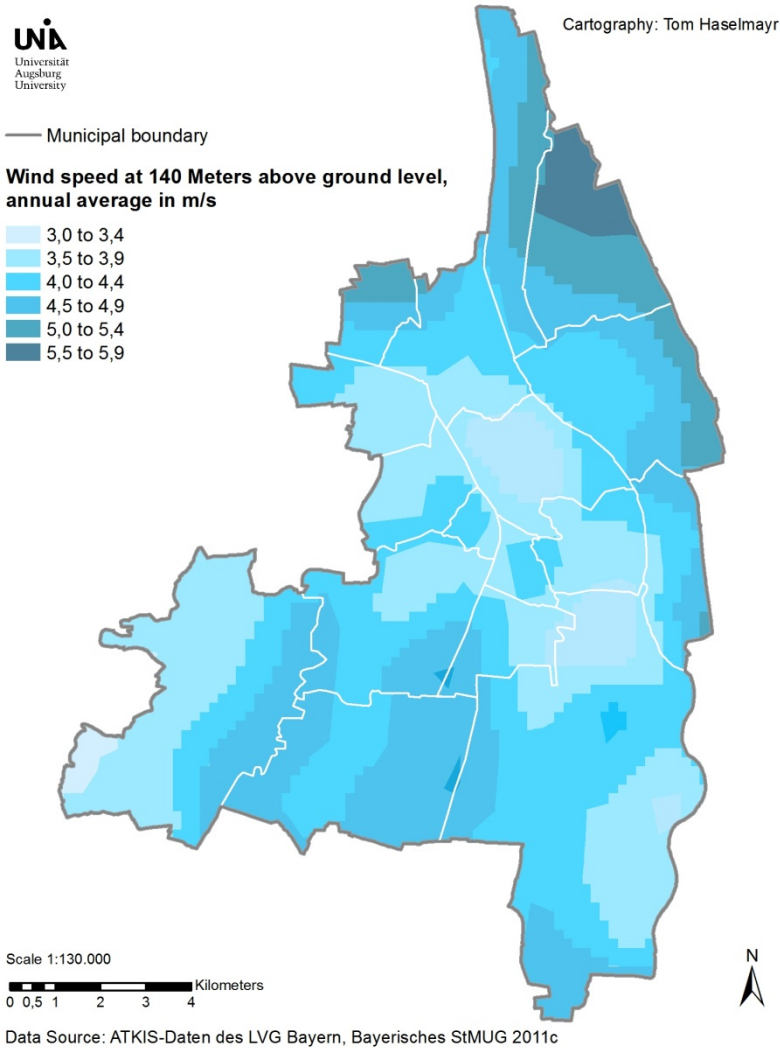 UNIA
Universität
Augsburg
University
Cartography: Tom Haselmayr
Municipal boundary
Wind speed at 140 Meters above ground level,
annual average in m/s
3,0 to 3,4
3,5 to 3,9
4,0 to 4,4
4,5 to 4,9
5,0 to 5,4
5,5 to 5,9
Scale 1:130.000
Kilometers
0 0,5 1 2 3 4
N
Data Source: ATKIS-Daten des LVG Bayern, Bayerisches StMUG 2011c